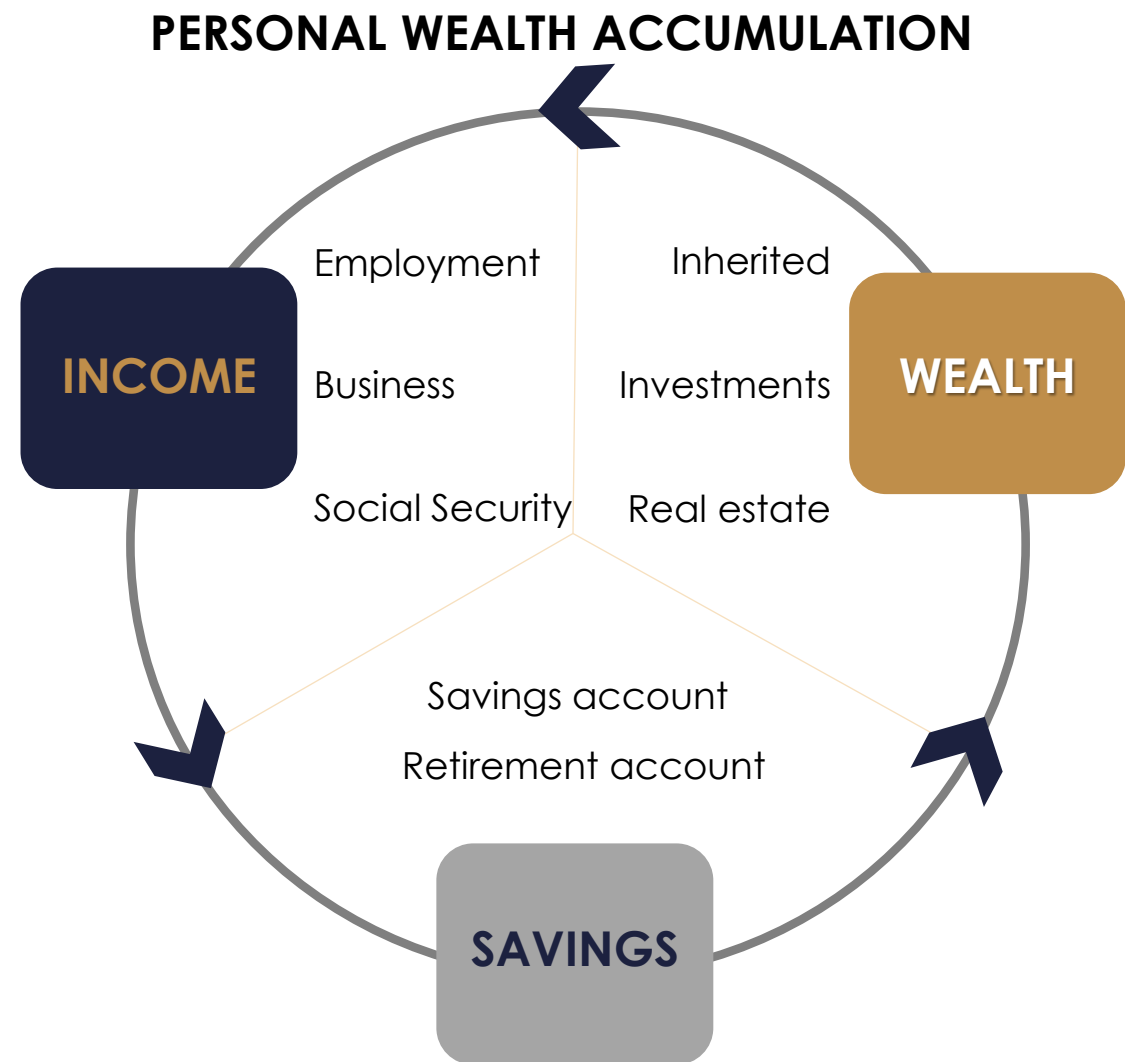 PERSONAL WEALTH ACCUMULATION
INCOME
Employment
Business
Social Security
Inherited
Investments
Real estate
WEALTH
Savings account
Retirement account
SAVINGS